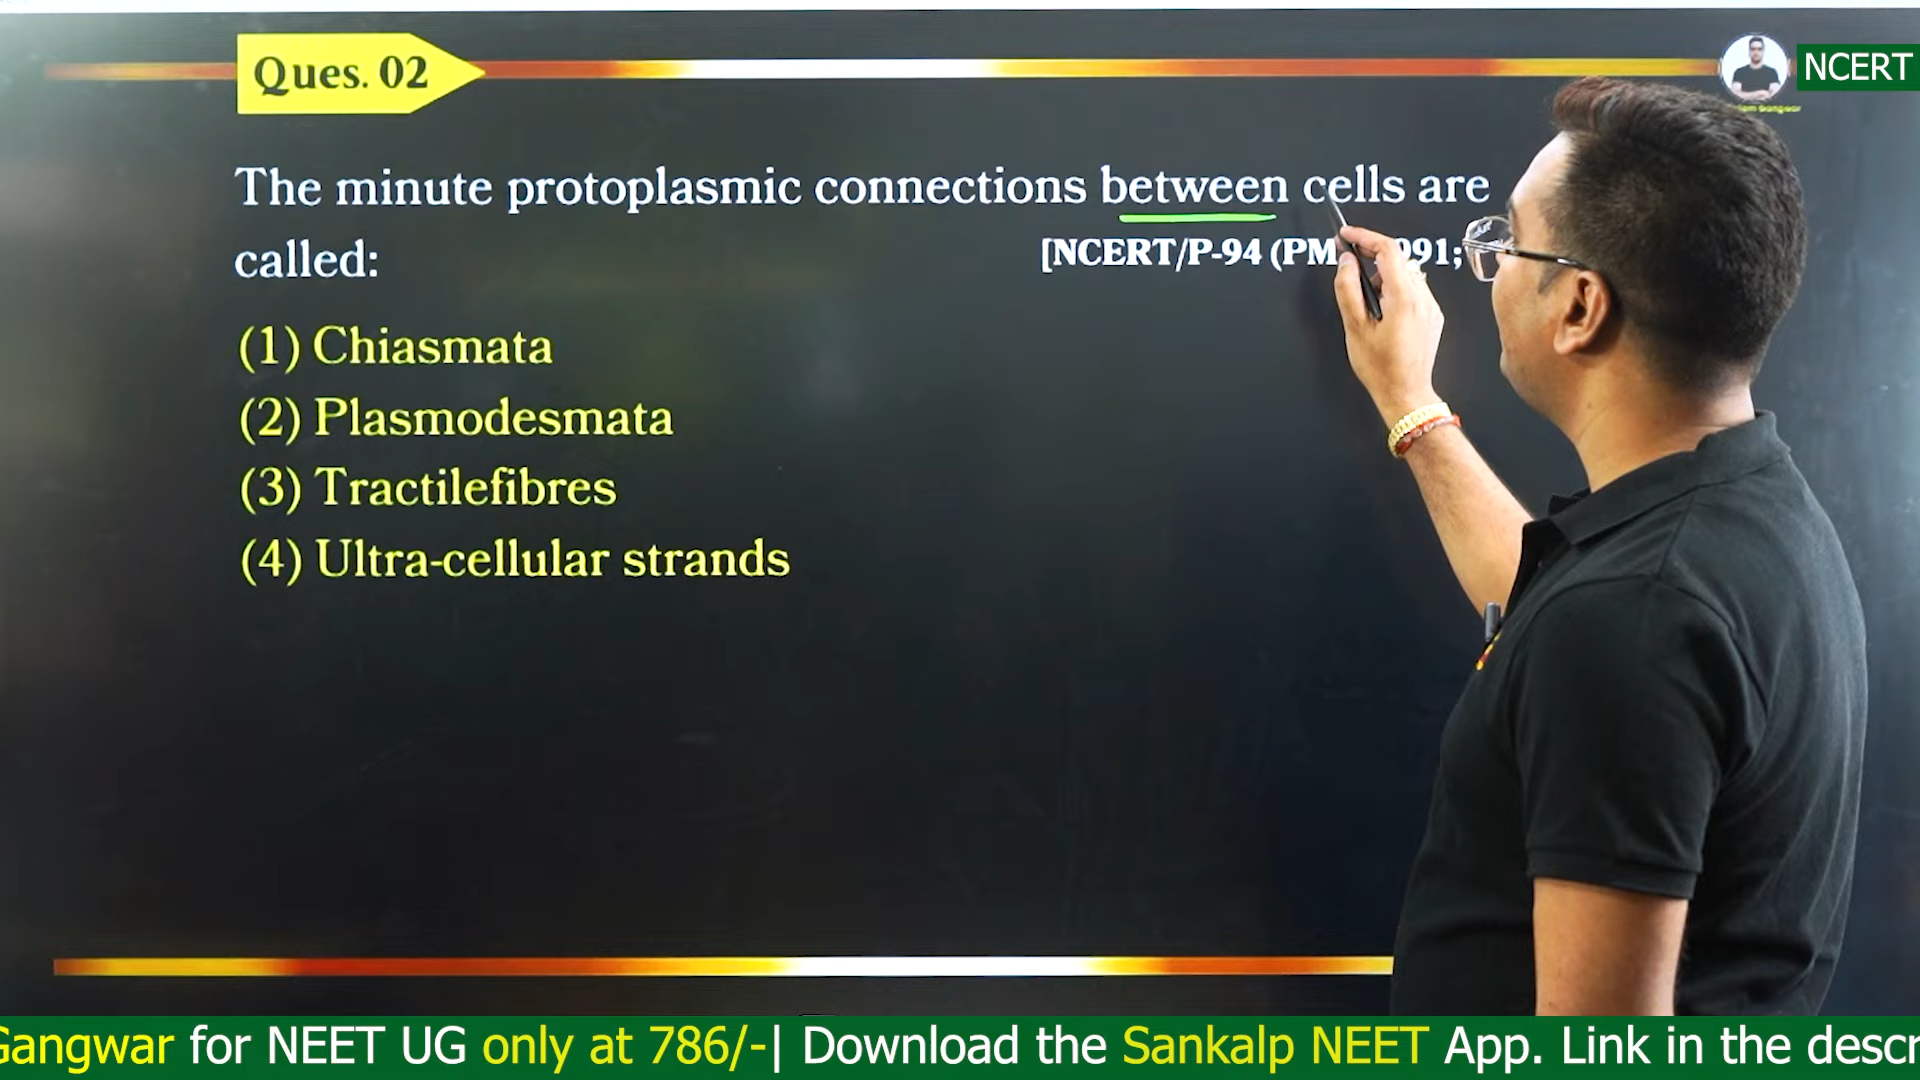 Ques. 02
NCERT
The minute protoplasmic connections between cells are
called:
[NCERT/P-94 (PM 1991;
(1) Chiasmata
(2) Plasmodesmata
(3) Tractilefibres
(4) Ultra-cellular strands
Gangwar for NEET UG only at 786/-| Download the Sankalp NEET App. Link in the descr